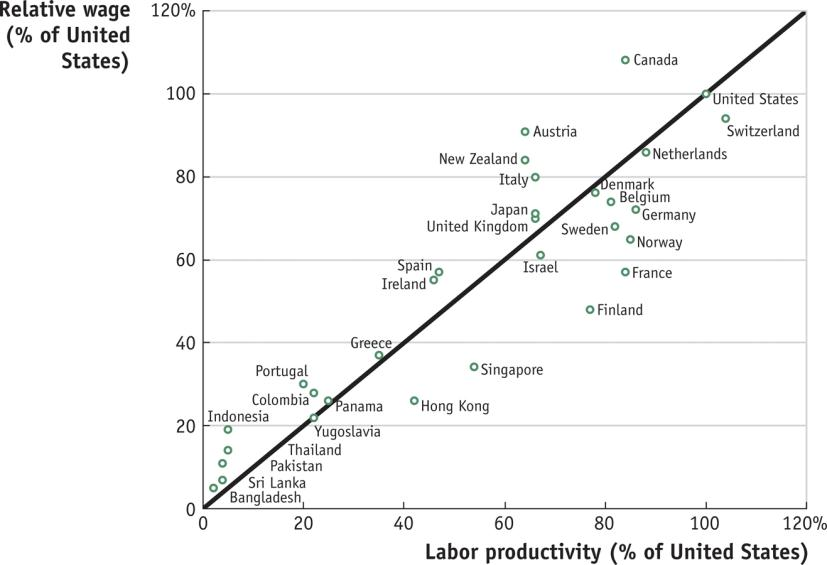 Relative wage
(% of United
States)
120%
100
80
60
40
20
0
Canada
United States
Switzerland
Austria
Netherlands
New Zealand
Italy
Denmark
Belgium
Japan
Germany
United Kingdom
Sweden
Norway
Israel
Spain
France
Ireland
Finland
Greece
Portugal
Singapore
Colombia
Panama
Hong Kong
Indonesia
Yugoslavia
Thailand
Pakistan
Sri Lanka
Bangladesh
0
20
40
60
80
100
120%
Labor productivity (% of United States)